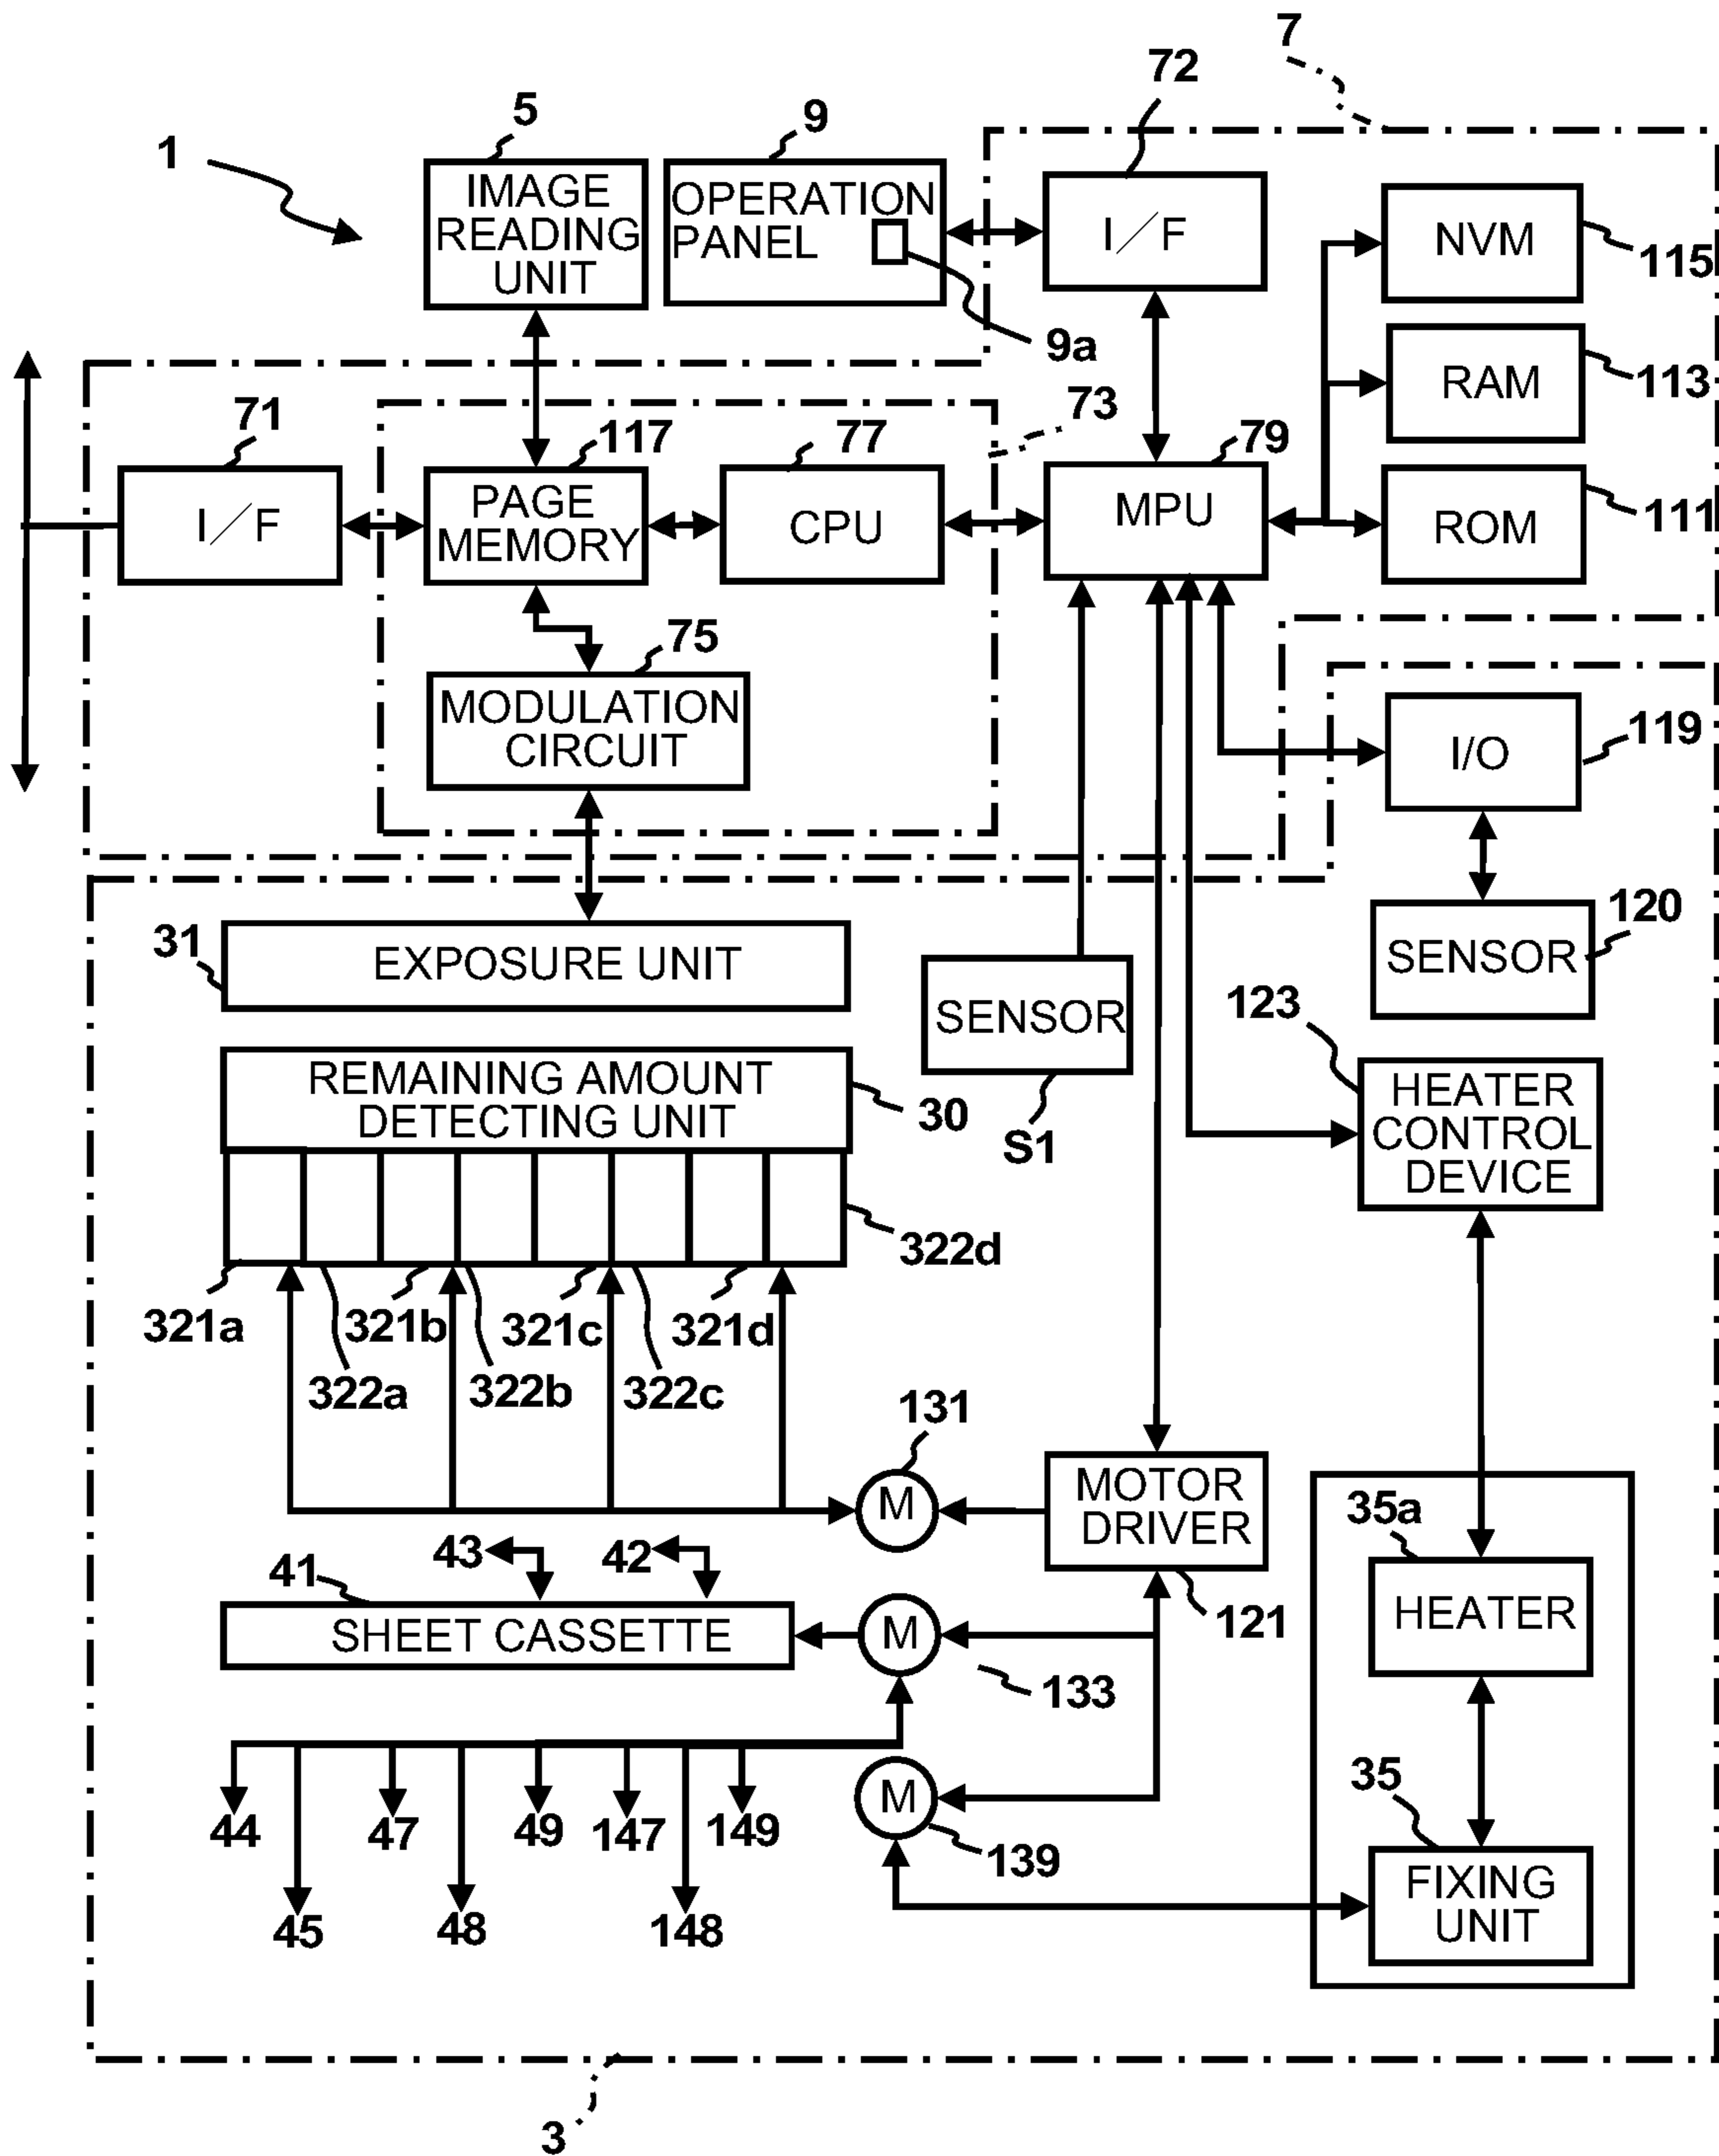 7
72
5
9
1
IMAGE
READING
UNIT
OPERATION
PANEL
I/F
NVM
115
9a
RAM
113
73
71
117
77
79
I/F
PAGE
MEMORY
CPU
MPU
ROM
111
75
MODULATION
CIRCUIT
I/O
119
31
EXPOSURE UNIT
SENSOR
120
SENSOR
S1
123
REMAINING AMOUNT
DETECTING UNIT
30
HEATER
CONTROL
DEVICE
322d
321a
321b
321c
321d
322a
322b
322c
131
M
MOTOR
DRIVER
121
35a
43
42
41
SHEET CASSETTE
M
133
HEATER
M
139
35
44
47
49
147
149
45
48
148
FIXING
UNIT
3